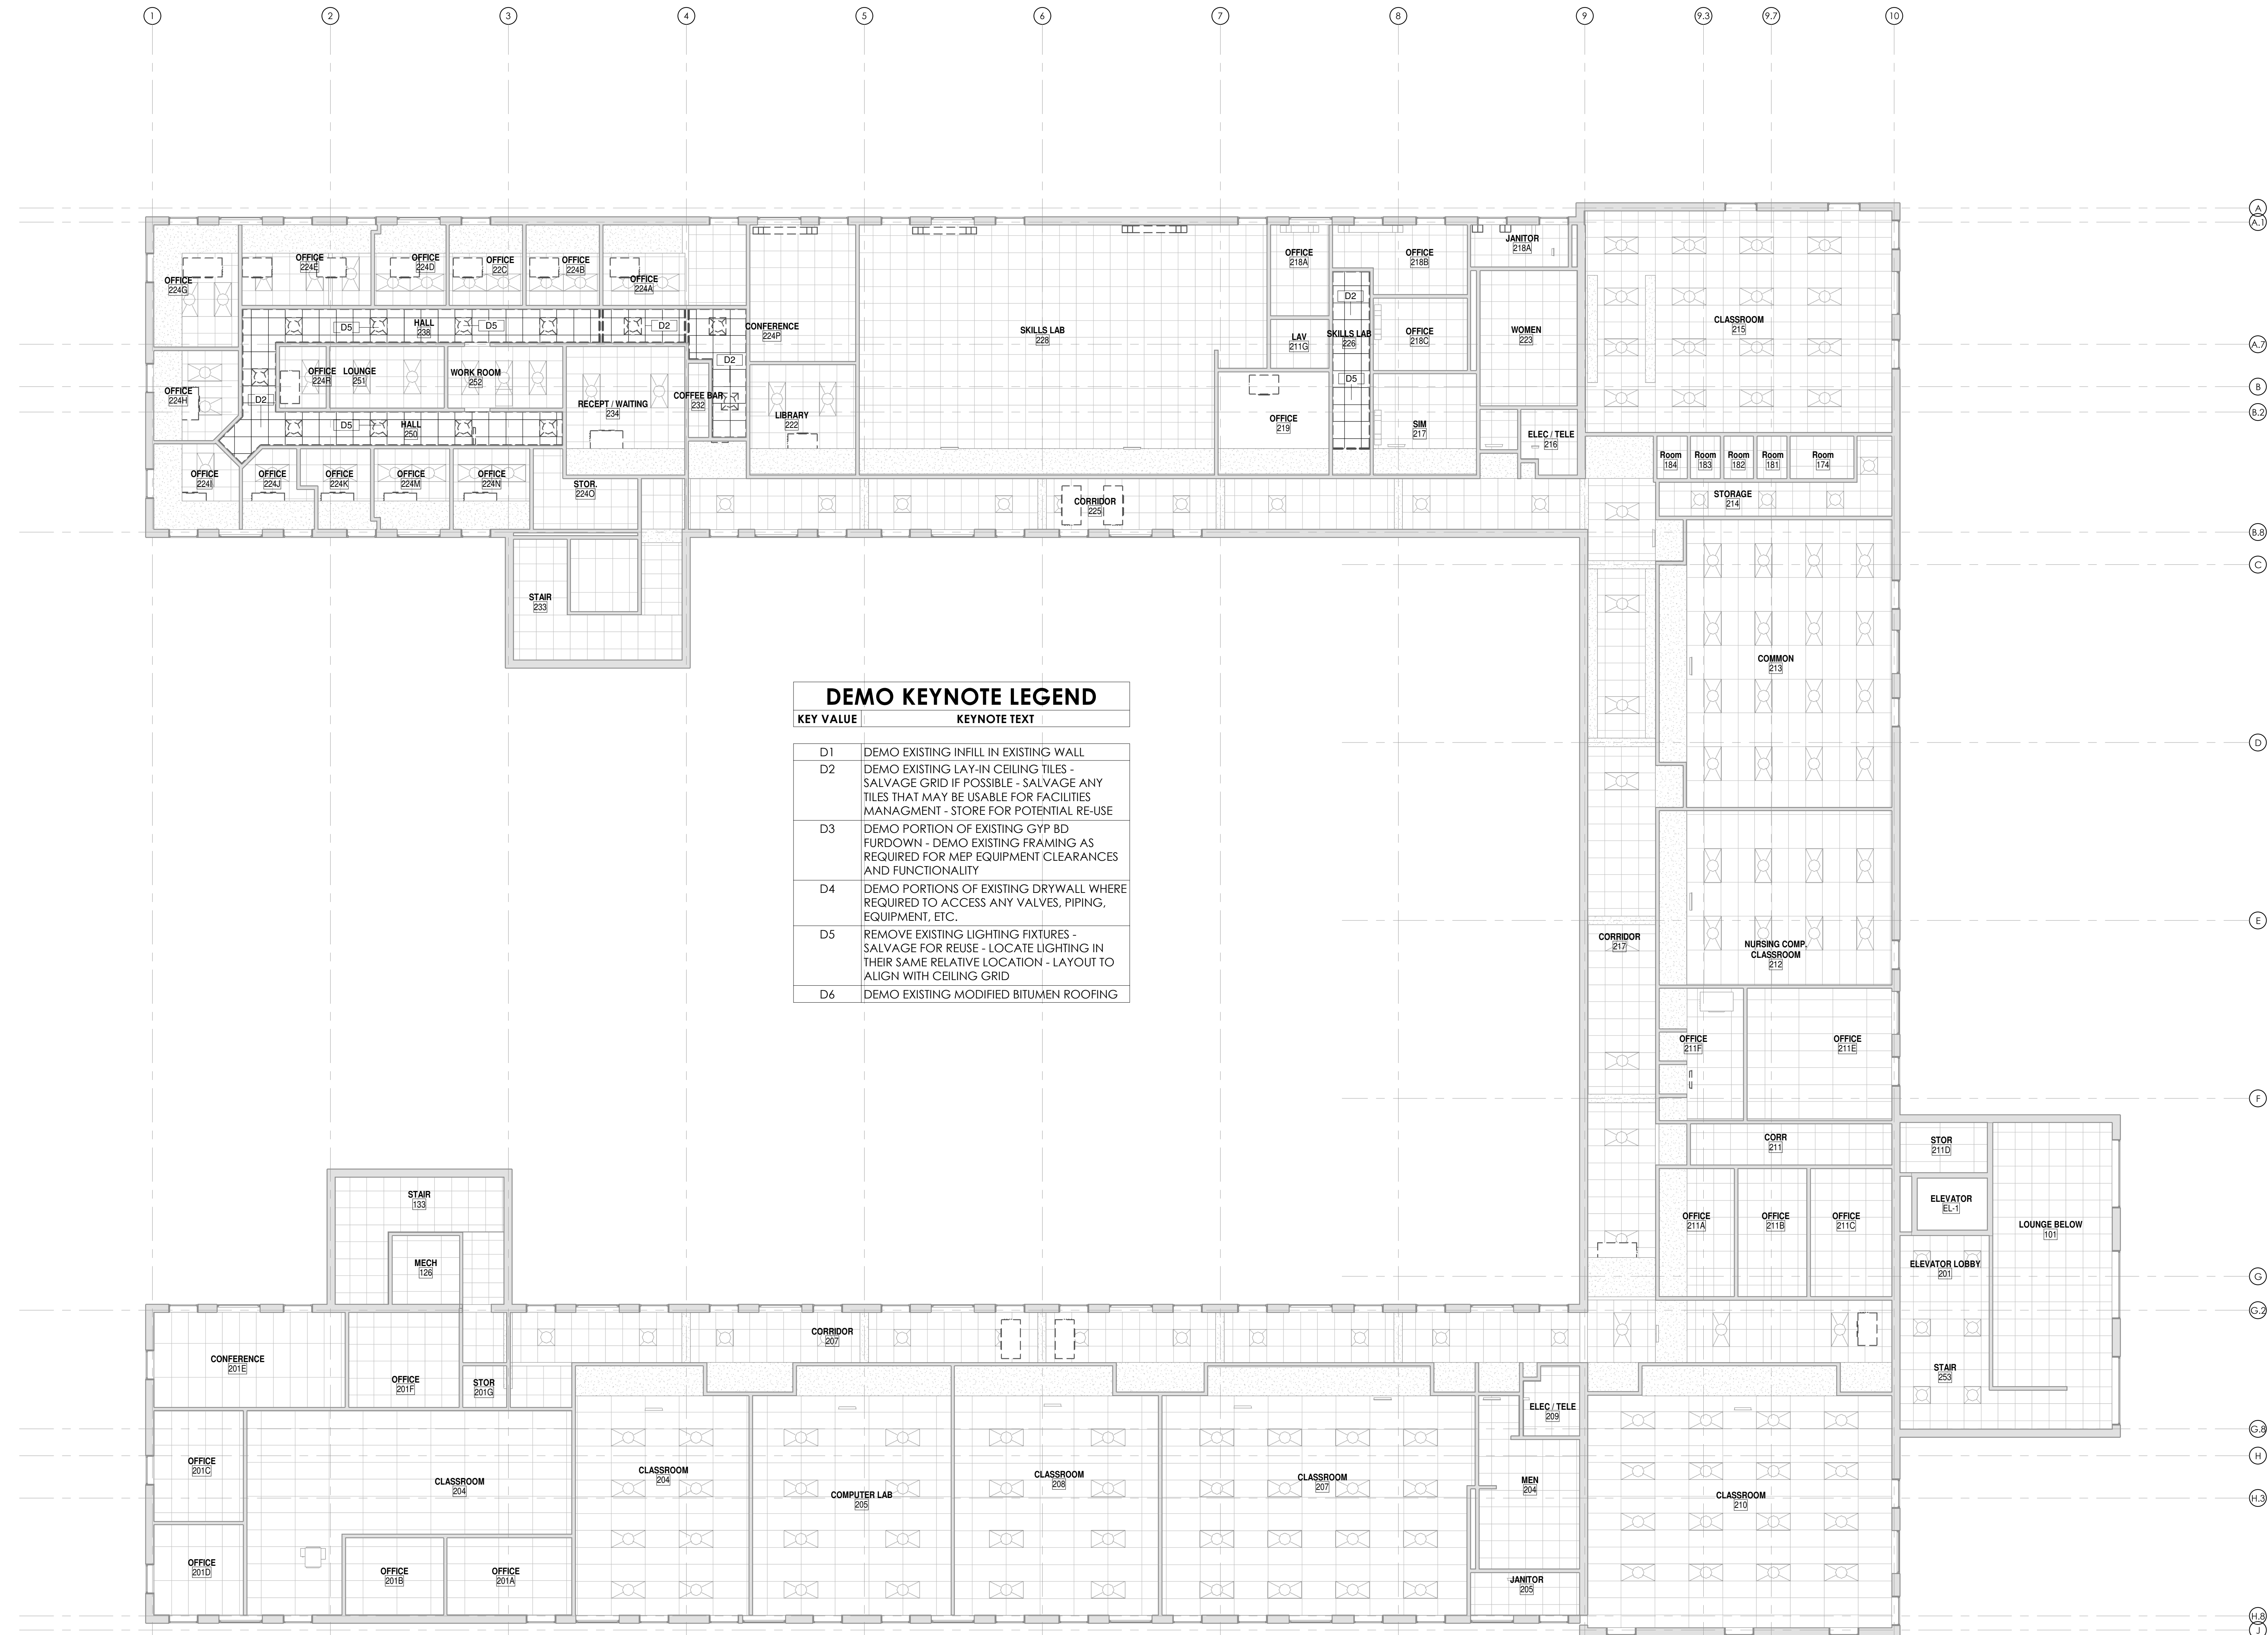 1 2 3 4 5 6 7 8 9 9.3 9.7 10
A
A.1
A.7
B
B.2
B.8
C
D
E
F
G
G.2
G.8
H
H.3
H.8
J
OFFICE
224G
OFFICE
224E
OFFICE
224D
OFFICE
22C
OFFICE
224B
OFFICE
224A
CONFERENCE
224P
SKILLS LAB
228
OFFICE
218A
LAV
211G
D2
SKILLS LAB
226
D5
OFFICE
218B
OFFICE
218C
JANITOR
218A
WOMEN
223
CLASSROOM
215
D5
HALL
238
D5
D2
D2
OFFICE
224H
D2
OFFICE
224R
LOUNGE
251
WORK ROOM
252
RECEPT / WAITING
234
COFFEE BAR
232
LIBRARY
222
OFFICE
219
SIM
217
ELEC / TELE
216
D5
HALL
250
OFFICE
224I
OFFICE
224J
OFFICE
224K
OFFICE
224M
OFFICE
224N
STOR.
224O
CORRIDOR
225
Room
184
Room
183
Room
182
Room
181
Room
174
STORAGE
214
STAIR
233
COMMON
213
DEMO KEYNOTE LEGEND
KEY VALUE KEYNOTE TEXT
D1 DEMO EXISTING INFILL IN EXISTING WALL
D2 DEMO EXISTING LAY-IN CEILING TILES -
SALVAGE GRID IF POSSIBLE - SALVAGE ANY
TILES THAT MAY BE USABLE FOR FACILITIES
MANAGMENT - STORE FOR POTENTIAL RE-USE
D3 DEMO PORTION OF EXISTING GYP BD
FURDOWN - DEMO EXISTING FRAMING AS
REQUIRED FOR MEP EQUIPMENT CLEARANCES
AND FUNCTIONALITY
D4 DEMO PORTIONS OF EXISTING DRYWALL WHERE
REQUIRED TO ACCESS ANY VALVES, PIPING,
EQUIPMENT, ETC.
D5 REMOVE EXISTING LIGHTING FIXTURES -
SALVAGE FOR REUSE - LOCATE LIGHTING IN
THEIR SAME RELATIVE LOCATION - LAYOUT TO
ALIGN WITH CEILING GRID
D6 DEMO EXISTING MODIFIED BITUMEN ROOFING
CORRIDOR
217
NURSING COMP.
CLASSROOM
212
OFFICE
211F
OFFICE
211E
CORR
211
STOR
211D
OFFICE
211A
OFFICE
211B
OFFICE
211C
ELEVATOR
EL-1
LOUNGE BELOW
101
ELEVATOR LOBBY
201
STAIR
253
STAIR
133
MECH
126
CORRIDOR
207
CONFERENCE
201E
OFFICE
201F
STOR
201G
OFFICE
201C
CLASSROOM
204
OFFICE
201D
OFFICE
201B
OFFICE
201A
CLASSROOM
204
COMPUTER LAB
205
CLASSROOM
208
CLASSROOM
207
ELEC / TELE
209
MEN
204
JANITOR
205
CLASSROOM
210